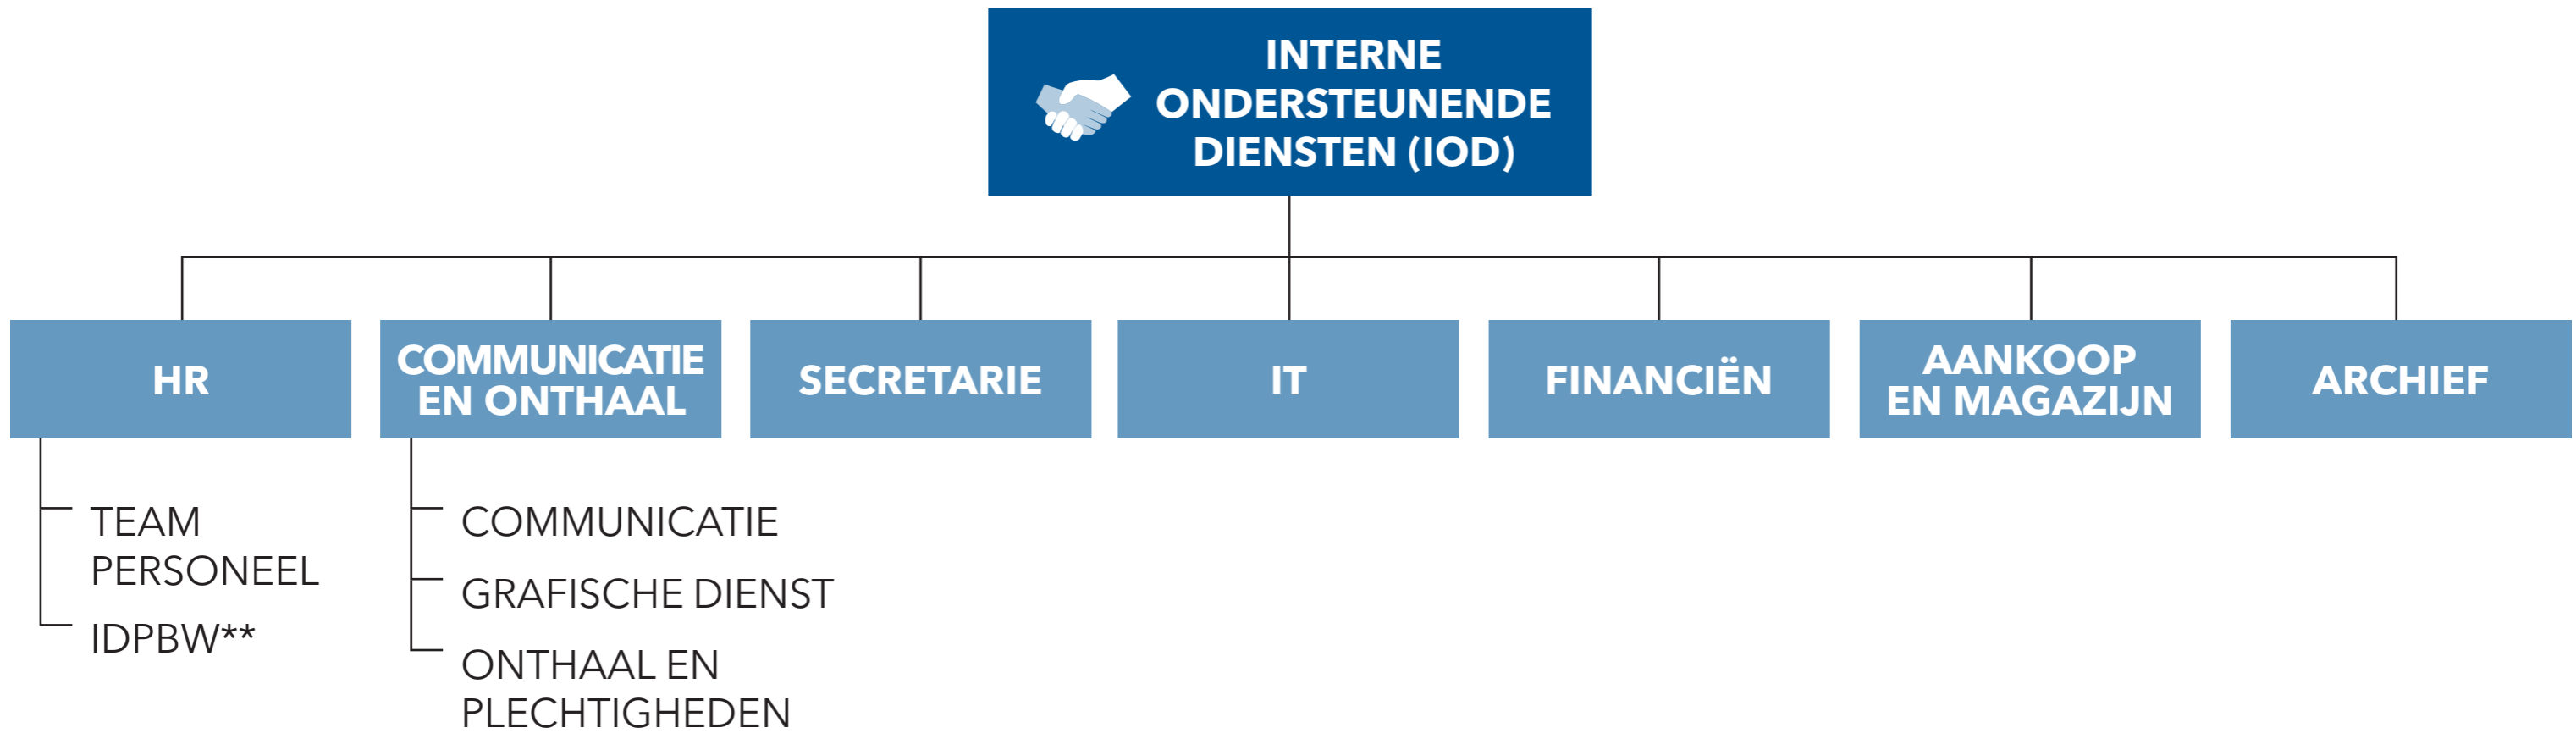 INTERNE
ONDERSTEUNENDE
DIENSTEN (IOD)
HR
COMMUNICATIE
EN ONTHAAL
SECRETARIE
IT
FINANCIËN
AANKOOP
EN MAGAZIJN
ARCHIEF
TEAM
PERSONEEL
IDPBW**
COMMUNICATIE
GRAFISCHE DIENST
ONTHAAL EN
PLECHTIGHEDEN